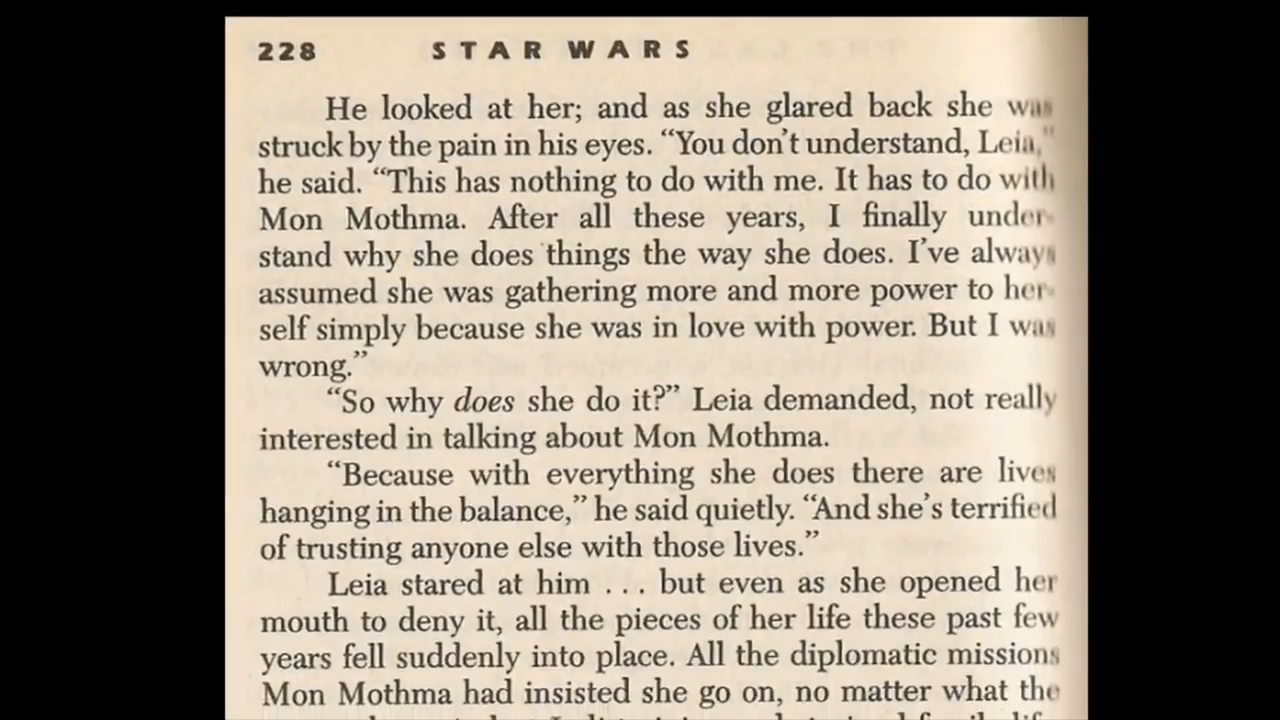 228 STAR WARS
He looked at her; and as she glared back she was
struck by the pain in his eyes. “You don’t understand, Leia,”
he said. “This has nothing to do with me. It has to do with
Mon Mothma. After all these years, I finally under-
stand why she does things the way she does. I’ve always
assumed she was gathering more and more power to her-
self simply because she was in love with power. But I was
wrong.”
“So why does she do it?” Leia demanded, not really
interested in talking about Mon Mothma.
“Because with everything she does there are lives
hanging in the balance,” he said quietly. “And she’s terrified
of trusting anyone else with those lives.”
Leia stared at him . . . but even as she opened her
mouth to deny it, all the pieces of her life these past few
years fell suddenly into place. All the diplomatic missions
Mon Mothma had insisted she go on, no matter what the